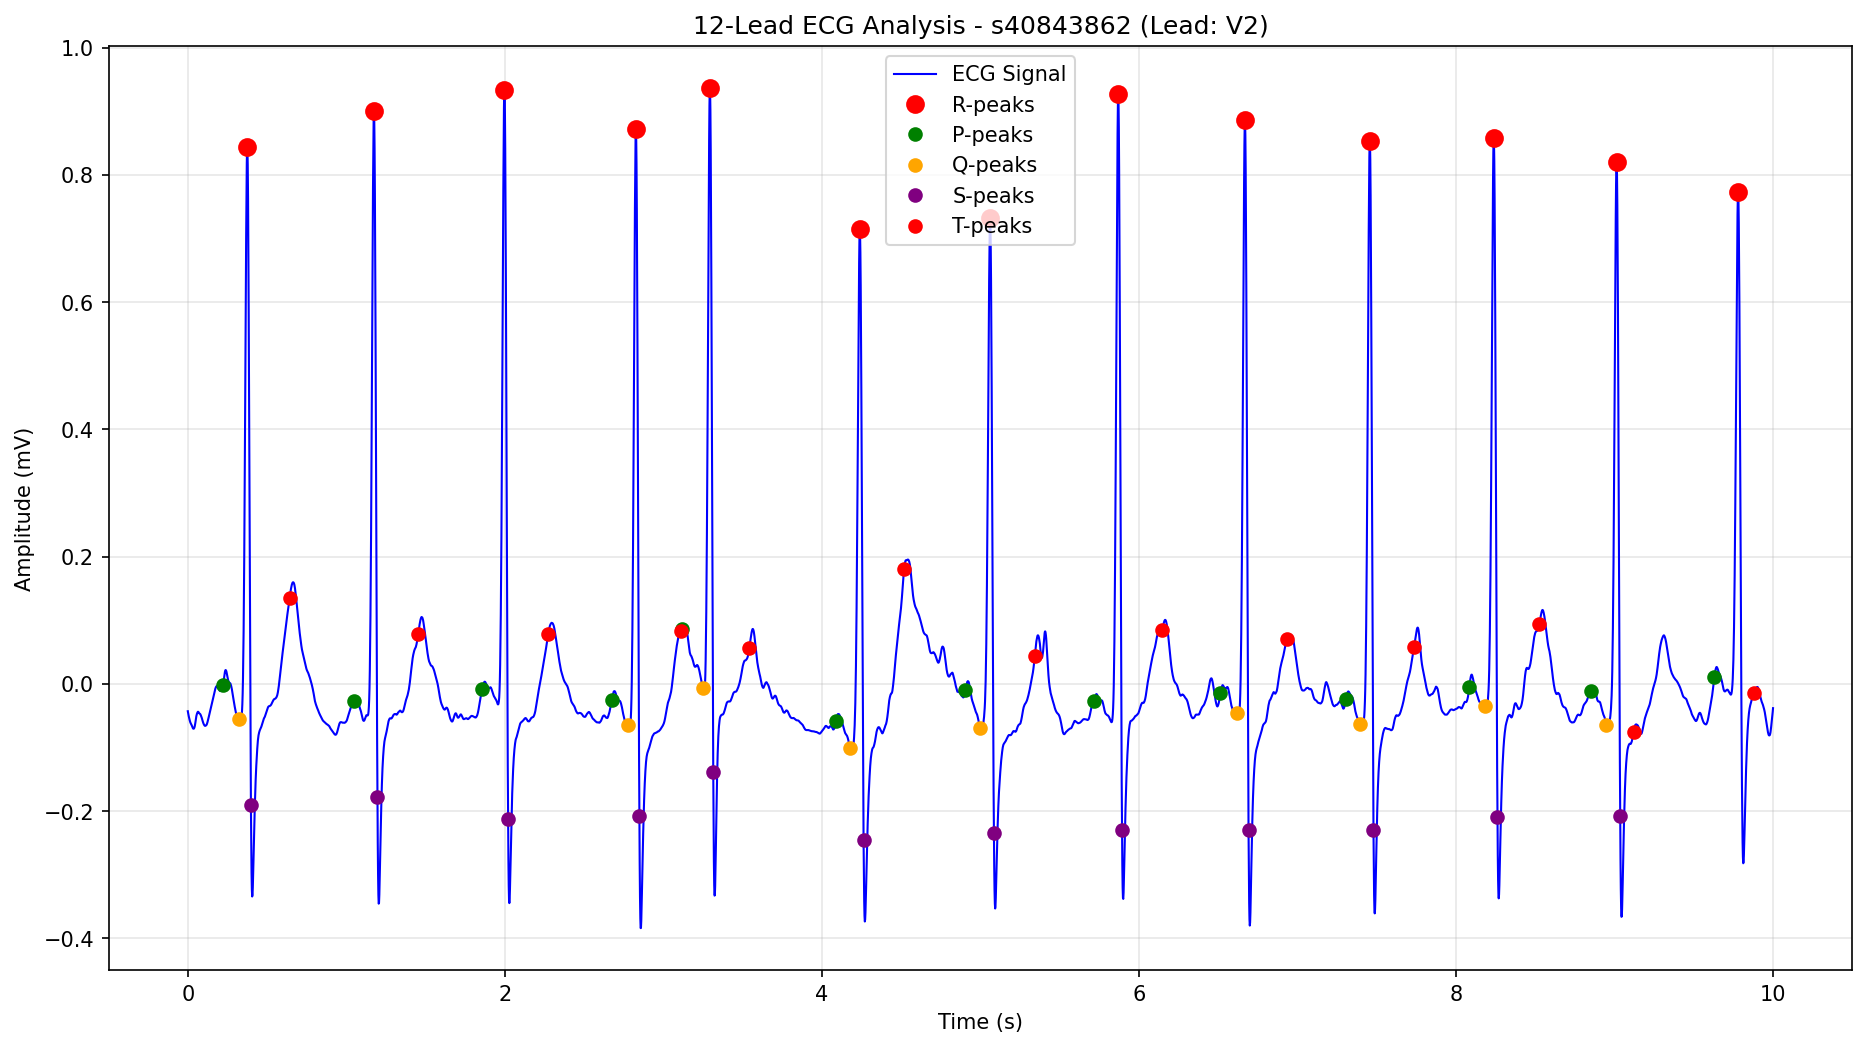 12-Lead ECG Analysis - s40843862 (Lead: V2)
ECG Signal
R-peaks
P-peaks
Q-peaks
S-peaks
T-peaks
Amplitude (mV)
1.0
0.8
0.6
0.4
0.2
0.0
−0.2
−0.4
0
2
4
6
8
10
Time (s)